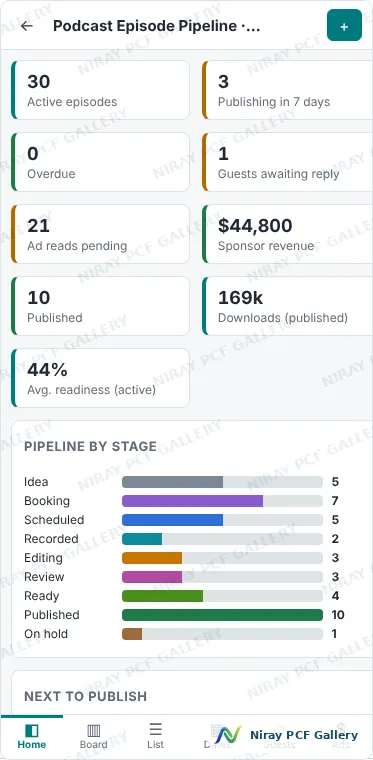 ← Podcast Episode Pipeline ·... +
30
Active episodes
3
Publishing in 7 days
0
Overdue
1
Guests awaiting reply
21
Ad reads pending
$44,800
Sponsor revenue
10
Published
169k
Downloads (published)
44%
Avg. readiness (active)
PIPELINE BY STAGE
Idea 5
Booking 7
Scheduled 5
Recorded 2
Editing 3
Review 3
Ready 4
Published 10
On hold 1
NEXT TO PUBLISH
Home Board List
Niray PCF Gallery
NIRAY PCF GALLERY